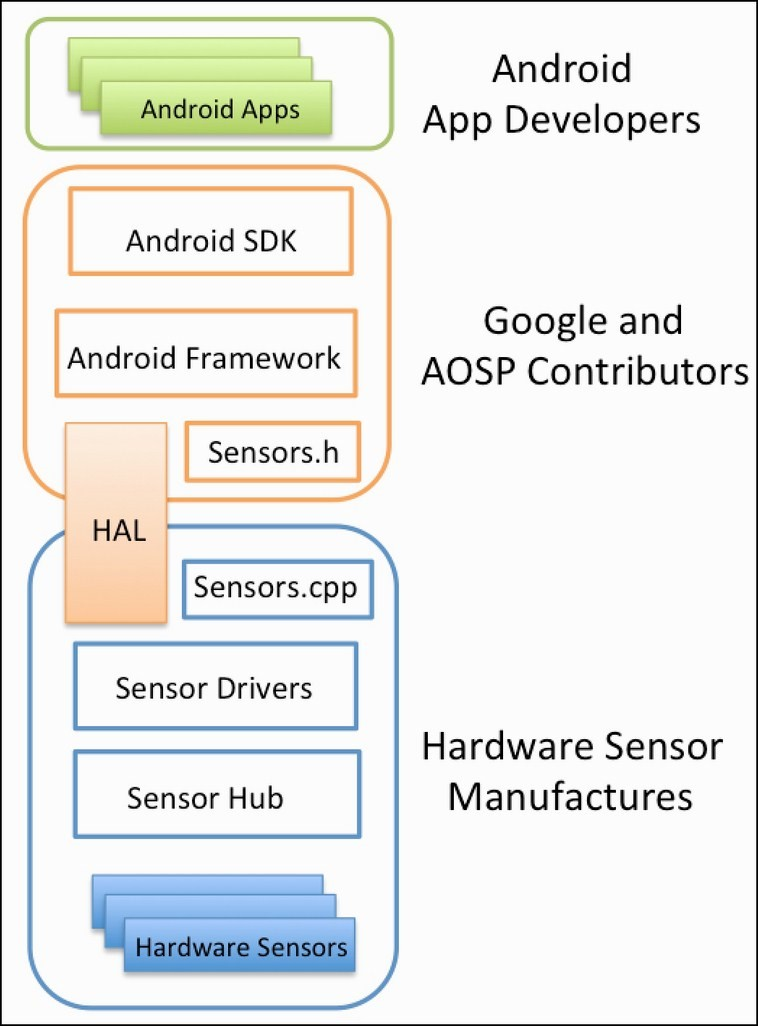 Android Apps
Android
App Developers
Android SDK
Android Framework
Sensors.h
Google and
AOSP Contributors
HAL
Sensors.cpp
Sensor Drivers
Sensor Hub
Hardware Sensors
Hardware Sensor
Manufactures